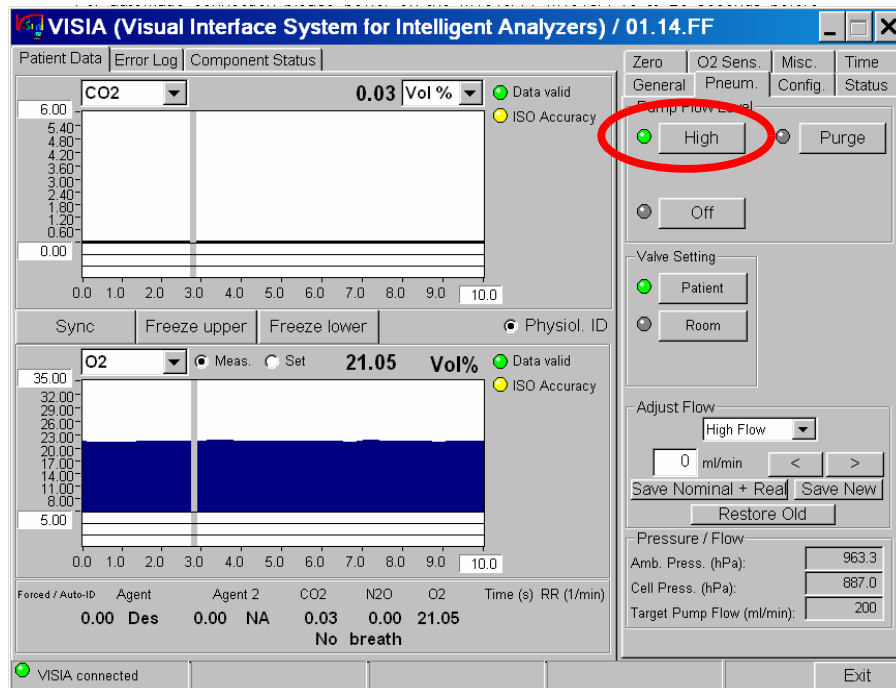 VISIA (Visual Interface System for Intelligent Analyzers) / 01.14.FF
Patient Data Error Log Component Status
CO2 0.03 Vol % Data valid
ISO Accuracy
6.00
5.40
4.80
4.20
3.60
3.00
2.40
1.80
1.20
0.60
0.00
0.0 1.0 2.0 3.0 4.0 5.0 6.0 7.0 8.0 9.0 10.0
Sync Freeze upper Freeze lower Physiol. ID
O2 Meas. Set 21.05 Vol% Data valid
ISO Accuracy
35.00
32.00
29.00
26.00
23.00
20.00
17.00
14.00
11.00
8.00
5.00
0.0 1.0 2.0 3.0 4.0 5.0 6.0 7.0 8.0 9.0 10.0
Forced / Auto-ID Agent Agent 2 CO2 N2O O2 Time (s) RR (1/min)
0.00 Des 0.00 NA 0.03 0.00 21.05
No breath
Zero O2 Sens. Misc. Time
General Pneum. Config. Status
Pump Flow Level
High Purge
Off
Valve Setting
Patient
Room
Adjust Flow
High Flow
0 ml/min < >
Save Nominal + Real Save New
Restore Old
Pressure / Flow
Amb. Press. (hPa): 963.3
Cell Press. (hPa): 887.0
Target Pump Flow (ml/min): 200
VISIA connected Exit